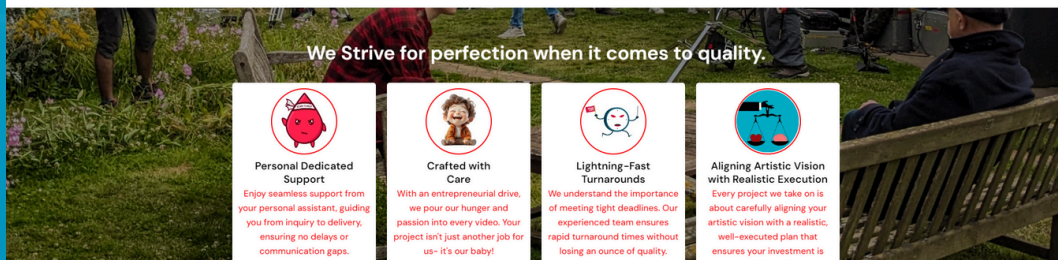 We Strive for perfection when it comes to quality.
Personal Dedicated
Support
Enjoy seamless support from
your personal assistant, guiding
you from inquiry to delivery,
ensuring no delays or
communication gaps.
Crafted with
Care
With an entrepreneurial drive,
we pour our hunger and
passion into every video. Your
project isn't just another job for
us- it's our baby!
Lightning-Fast
Turnarounds
We understand the importance
of meeting tight deadlines. Our
experienced team ensures
rapid turnaround times without
losing an ounce of quality.
Aligning Artistic Vision
with Realistic Execution
Every project we take on is
about carefully aligning your
artistic vision with a realistic,
well-executed plan that
ensures your investment is